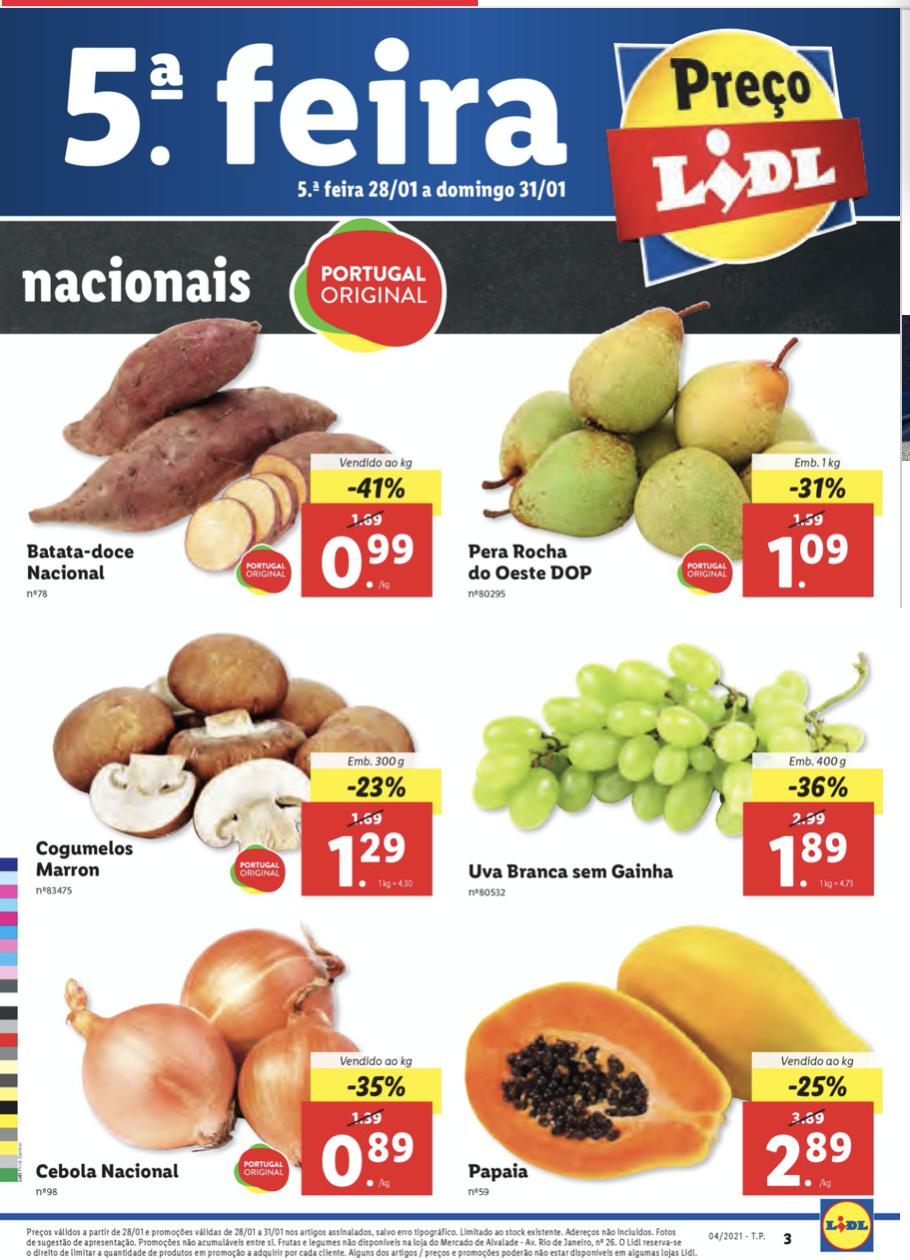 5.ª feira
5.ª feira 28/01 a domingo 31/01
Preço
LIDL
nacionais
PORTUGAL
ORIGINAL
Vendido ao kg
-41%
1.69
0.99
/kg
Batata-doce
Nacional
nº78
PORTUGAL
ORIGINAL
Emb. 1 kg
-31%
1.59
1.09
Pera Rocha
do Oeste DOP
nº80295
PORTUGAL
ORIGINAL
Emb. 300 g
-23%
1.69
1.29
1 kg = 4.30
Cogumelos
Marron
nº83475
PORTUGAL
ORIGINAL
Emb. 400 g
-36%
2.99
1.89
1 kg = 4.73
Uva Branca sem Gainha
nº80532
Vendido ao kg
-35%
1.39
0.89
/kg
Cebola Nacional
nº98
PORTUGAL
ORIGINAL
Vendido ao kg
-25%
3.89
2.89
/kg
Papaia
nº59
Preços válidos a partir de 28/01 e promoções válidas de 28/01 a 31/01 nos artigos assinalados, salvo erro tipográfico. Limitado ao stock existente. Adereços não incluídos. Fotos
de sugestão de apresentação. Promoções não acumuláveis entre si. Frutas e legumes não disponíveis na loja do Mercado de Alvalade - Av. Rio de Janeiro, nº 26. O Lidl reserva-se
o direito de limitar a quantidade de produtos em promoção a adquirir por cada cliente. Alguns dos artigos / preços e promoções poderão não estar disponíveis em algumas lojas Lidl.
04/2021 - T.P.
3
LIDL